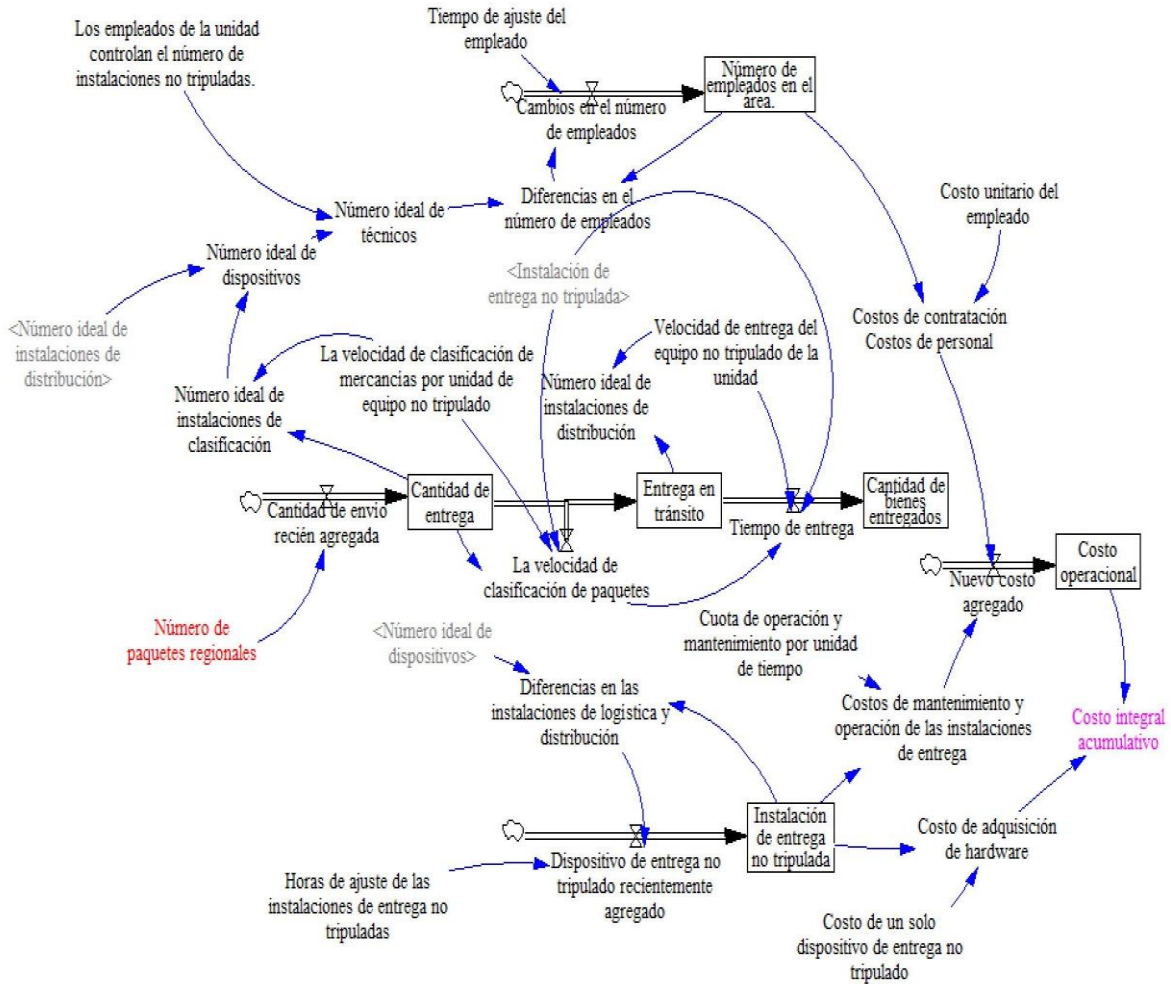 Los empleados de la unidad
controlan el número de
instalaciones no tripuladas.
Tiempo de ajuste del
empleado
Número de
empleados en el
área.
Cambios en el número
de empleados
Diferencias en el
número de empleados
Número ideal de
técnicos
Costo unitario del
empleado
Número ideal de
dispositivos
<Instalación de
entrega no tripulada>
<Número ideal de
instalaciones de
distribución>
La velocidad de clasificación de
mercancias por unidad de
equipo no tripulado
Velocidad de entrega del
equipo no tripulado de la
unidad
Costos de contratación
Costos de personal
Número ideal de
instalaciones de
clasificación
Número ideal de
instalaciones de
distribución
Cantidad de envío
recién agregada
Cantidad de
entrega
Entrega en
tránsito
Tiempo de entrega
Cantidad de
bienes
entregados
La velocidad de
clasificación de paquetes
Nuevo costo
agregado
Costo
operacional
Número de
paquetes regionales
<Número ideal de
dispositivos>
Cuota de operación y
mantenimiento por unidad
de tiempo
Diferencias en las
instalaciones de logística y
distribución
Costos de mantenimiento y
operación de las instalaciones
de entrega
Costo integral
acumulativo
Instalación
de entrega
no tripulada
Costo de adquisición
de hardware
Dispositivo de entrega no
tripulado recientemente
agregado
Horas de ajuste de las
instalaciones de entrega no
tripuladas
Costo de un solo
dispositivo de entrega no
tripulado